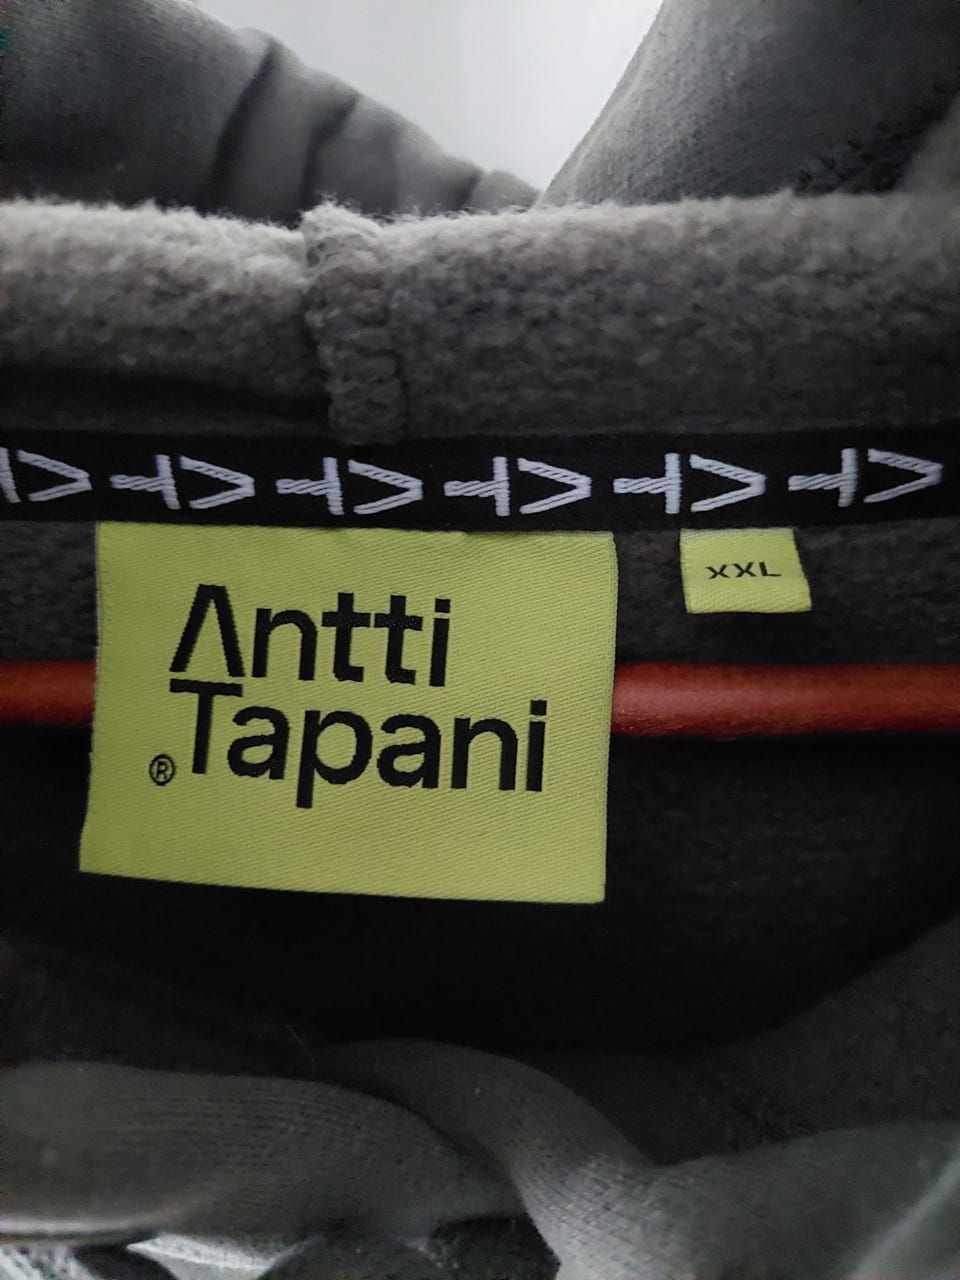 Antti
Tapani
®
XXL